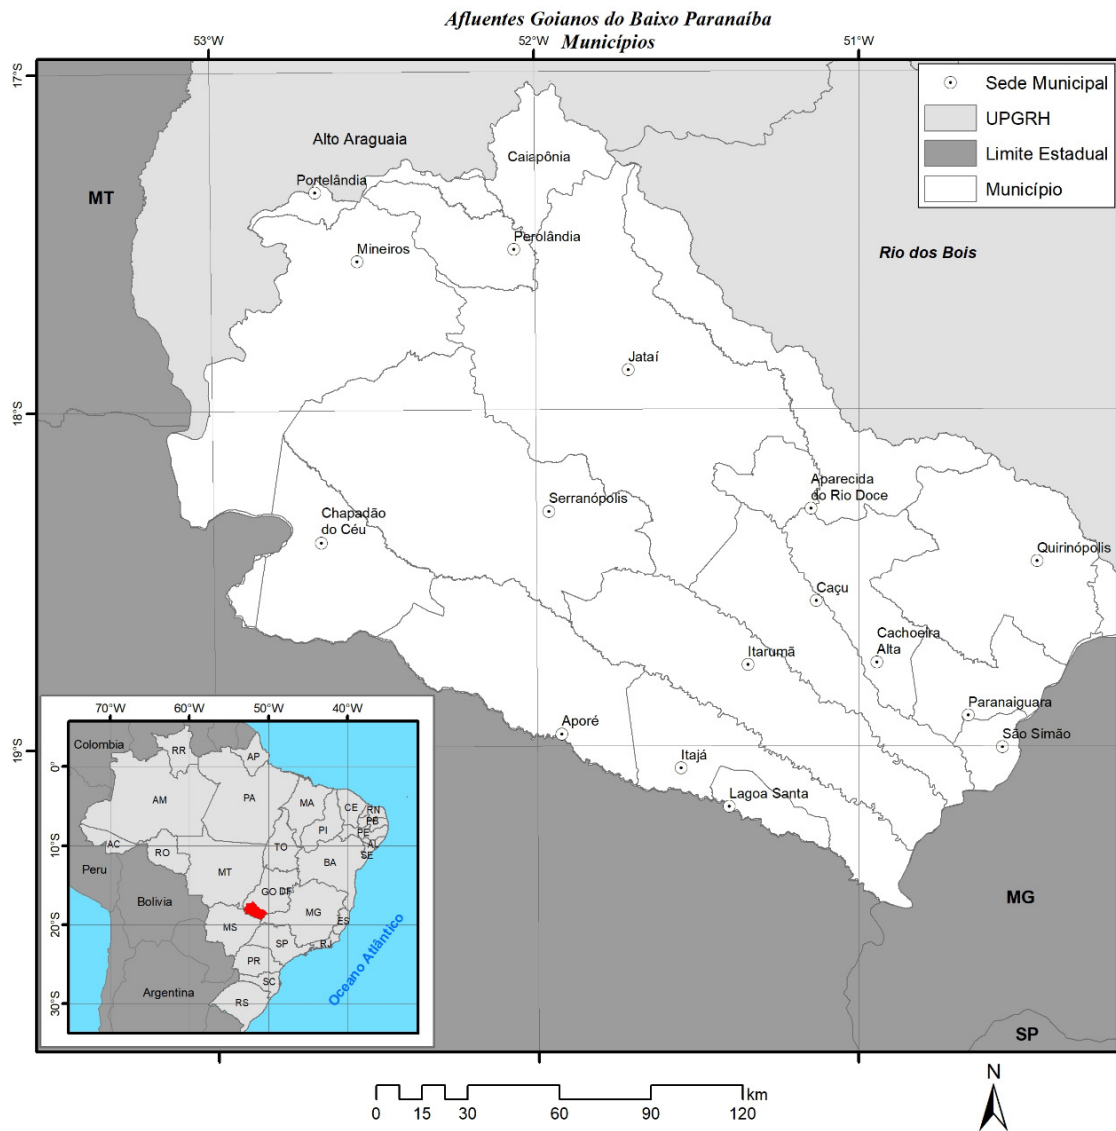 Afluentes Goianos do Baixo Paranaíba
Municípios
53°W
52°W
51°W
17°S
18°S
19°S
Sede Municipal
UPGRH
Limite Estadual
Município
Alto Araguaia
Caiapônia
Portelândia
MT
Perolândia
Mineiros
Rio dos Bois
Jataí
Aparecida
do Rio Doce
Serranópolis
Chapadão
do Céu
Quirinópolis
Caçu
Cachoeira
Alta
Itarumã
Paranaiguara
Aporé
São Simão
Itajá
Lagoa Santa
MG
SP
70°W
60°W
50°W
40°W
0°
10°S
20°S
30°S
Colombia
RR
AP
AM
PA
MA
CE
RN
PB
PI
PE
AL
SE
AC
TO
RO
BA
Peru
MT
GO
DF
Bolivia
MG
ES
MS
SP
RJ
PR
SC
Argentina
RS
Oceano Atlântico
N
km
0
15
30
60
90
120